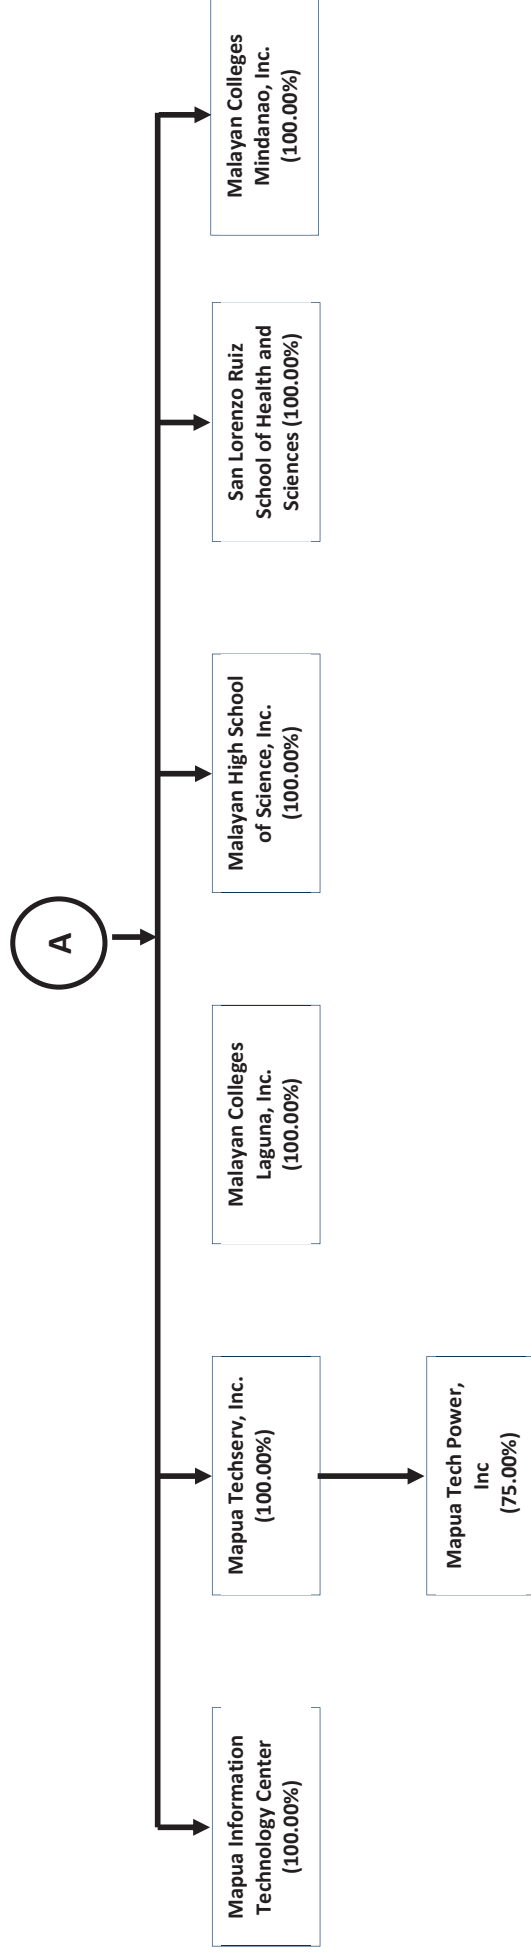 A
Mapua Information
Technology Center
(100.00%)
Mapua Techserv, Inc.
(100.00%)
Malayan Colleges
Laguna, Inc.
(100.00%)
Malayan High School
of Science, Inc.
(100.00%)
San Lorenzo Ruiz
School of Health and
Sciences (100.00%)
Malayan Colleges
Mindanao, Inc.
(100.00%)
Mapua Tech Power,
Inc
(75.00%)